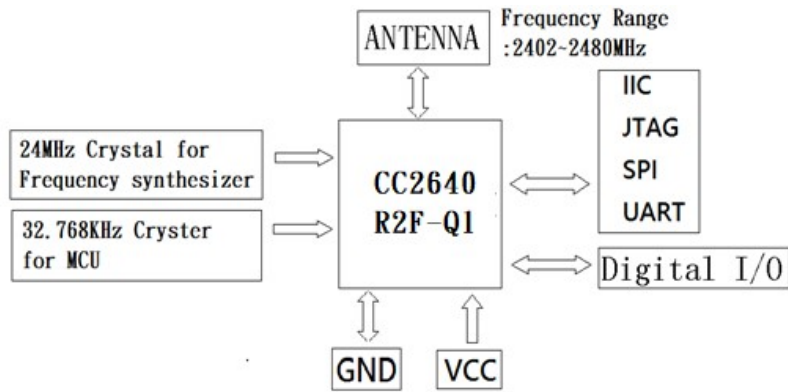 ANTENNA
Frequency Range
:2402~2480MHz
IIC
JTAG
SPI
UART
24MHz Crystal for
Frequency synthesizer
CC2640
R2F-Q1
32.768KHz Cryster
for MCU
Digital I/O
GND
VCC